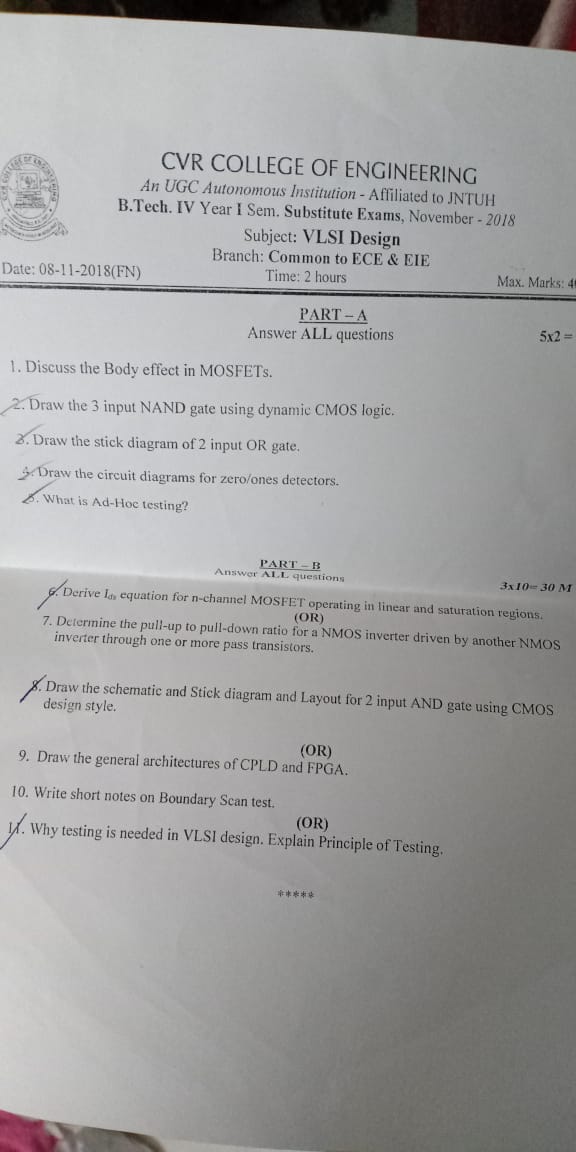 CVR COLLEGE OF ENGINEERING
An UGC Autonomous Institution - Affiliated to JNTUH
B.Tech. IV Year I Sem. Substitute Exams, November - 2018
Subject: VLSI Design
Branch: Common to ECE & EIE
Date: 08-11-2018(FN)
Time: 2 hours
Max. Marks: 4
PART – A
Answer ALL questions
5x2 =
1. Discuss the Body effect in MOSFETs.
2. Draw the 3 input NAND gate using dynamic CMOS logic.
3. Draw the stick diagram of 2 input OR gate.
4. Draw the circuit diagrams for zero/ones detectors.
5. What is Ad-Hoc testing?
PART – B
Answer ALL questions
3x10= 30 M
6. Derive Ids equation for n-channel MOSFET operating in linear and saturation regions.
(OR)
7. Determine the pull-up to pull-down ratio for a NMOS inverter driven by another NMOS
inverter through one or more pass transistors.
8. Draw the schematic and Stick diagram and Layout for 2 input AND gate using CMOS
design style.
(OR)
9. Draw the general architectures of CPLD and FPGA.
10. Write short notes on Boundary Scan test.
(OR)
11. Why testing is needed in VLSI design. Explain Principle of Testing.
*****